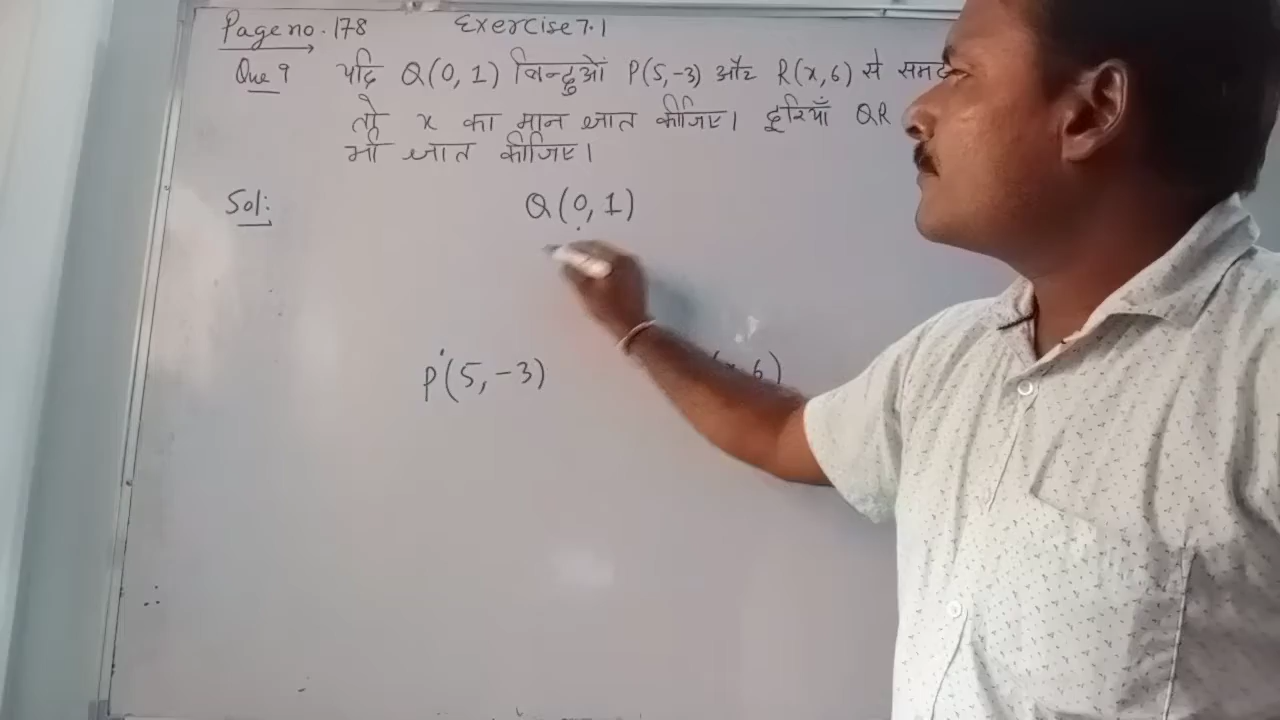 Page no. 178 Exercise 7.1
Que 9 यदि Q(0, 1) बिन्दुओं P(5, -3) और R(x, 6) से
तो x का मान ज्ञात कीजिए। दूरियाँ QR
भी ज्ञात कीजिए।
Sol:
Q(0, 1)
P(5, -3) 6)